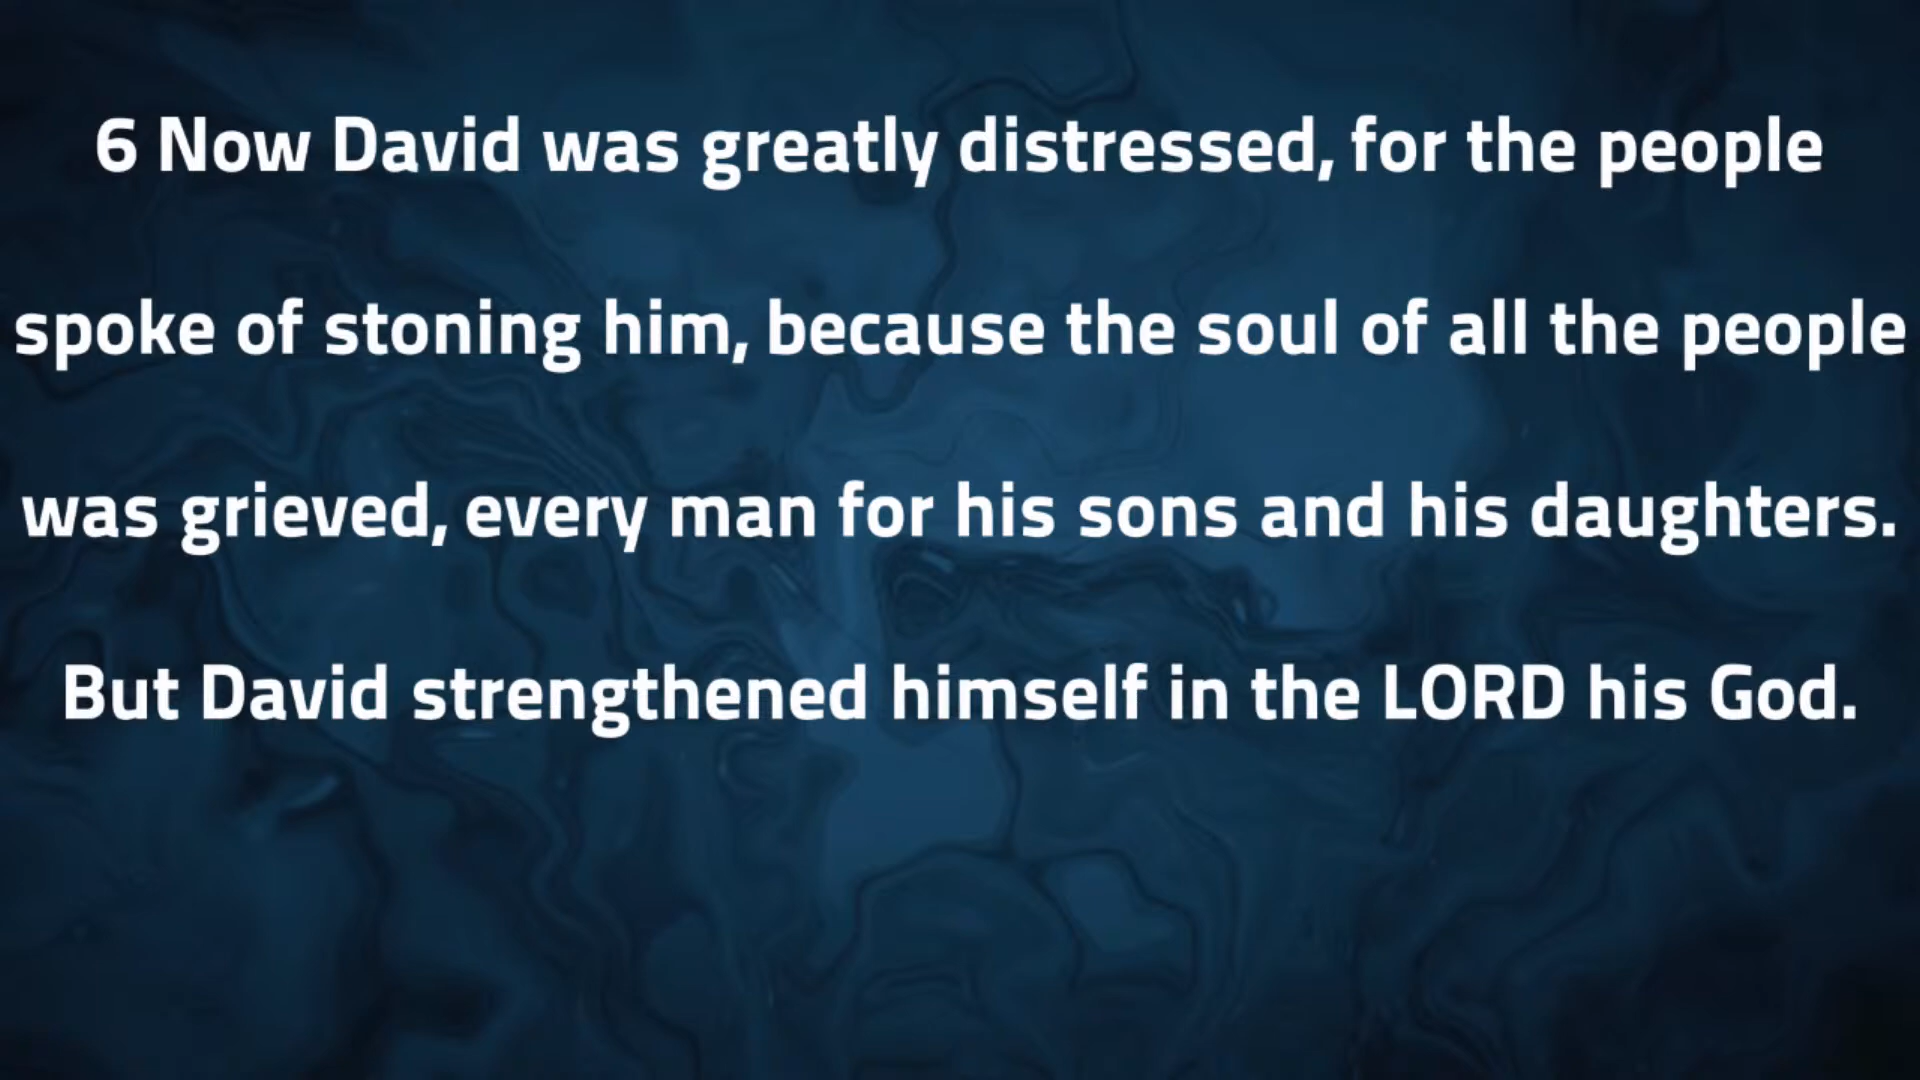 6 Now David was greatly distressed, for the people
spoke of stoning him, because the soul of all the people
was grieved, every man for his sons and his daughters.
But David strengthened himself in the LORD his God.